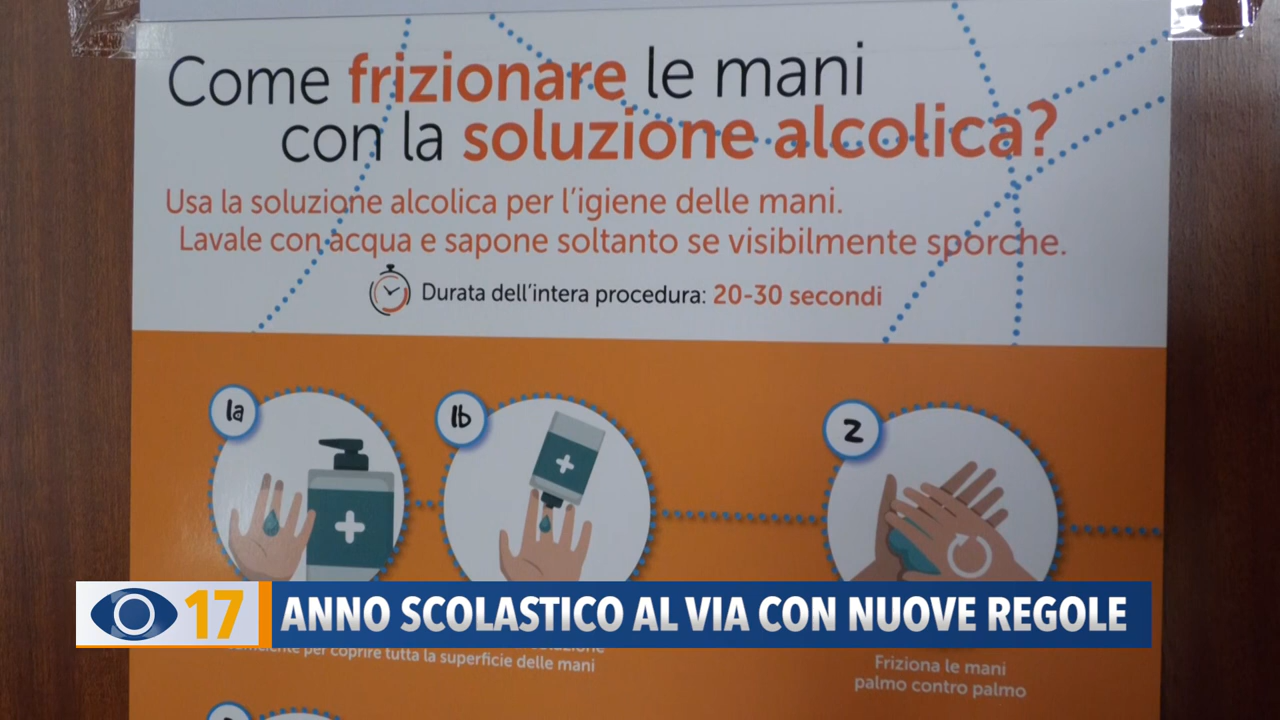 Come frizionare le mani
con la soluzione alcolica?
Usa la soluzione alcolica per l'igiene delle mani.
Lavale con acqua e sapone soltanto se visibilmente sporche.
Durata dell'intera procedura: 20-30 secondi
1a
1b
2
17 ANNO SCOLASTICO AL VIA CON NUOVE REGOLE
per coprire tutta la superficie delle mani
Friziona le mani
palmo contro palmo